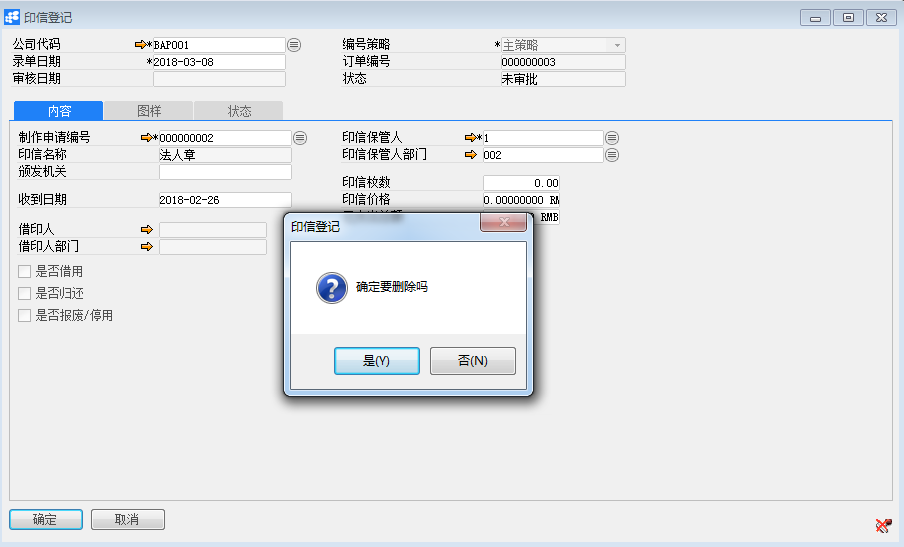 印信登记
公司代码 *BAP001 编号策略 *主策略
录单日期 *2018-03-08 订单编号 000000003
审核日期 状态 未审批
内容 图样 状态
制作申请编号 *000000002 印信保管人 *1
印信名称 法人章 印信保管人部门 002
颁发机关
印信枚数 0.00
收到日期 2018-02-26 印信价格 0.00000000 RM
RMB
借印人
借印人部门
是否借用
是否归还
是否报废/停用
印信登记
确定要删除吗
是(Y) 否(N)
确定 取消